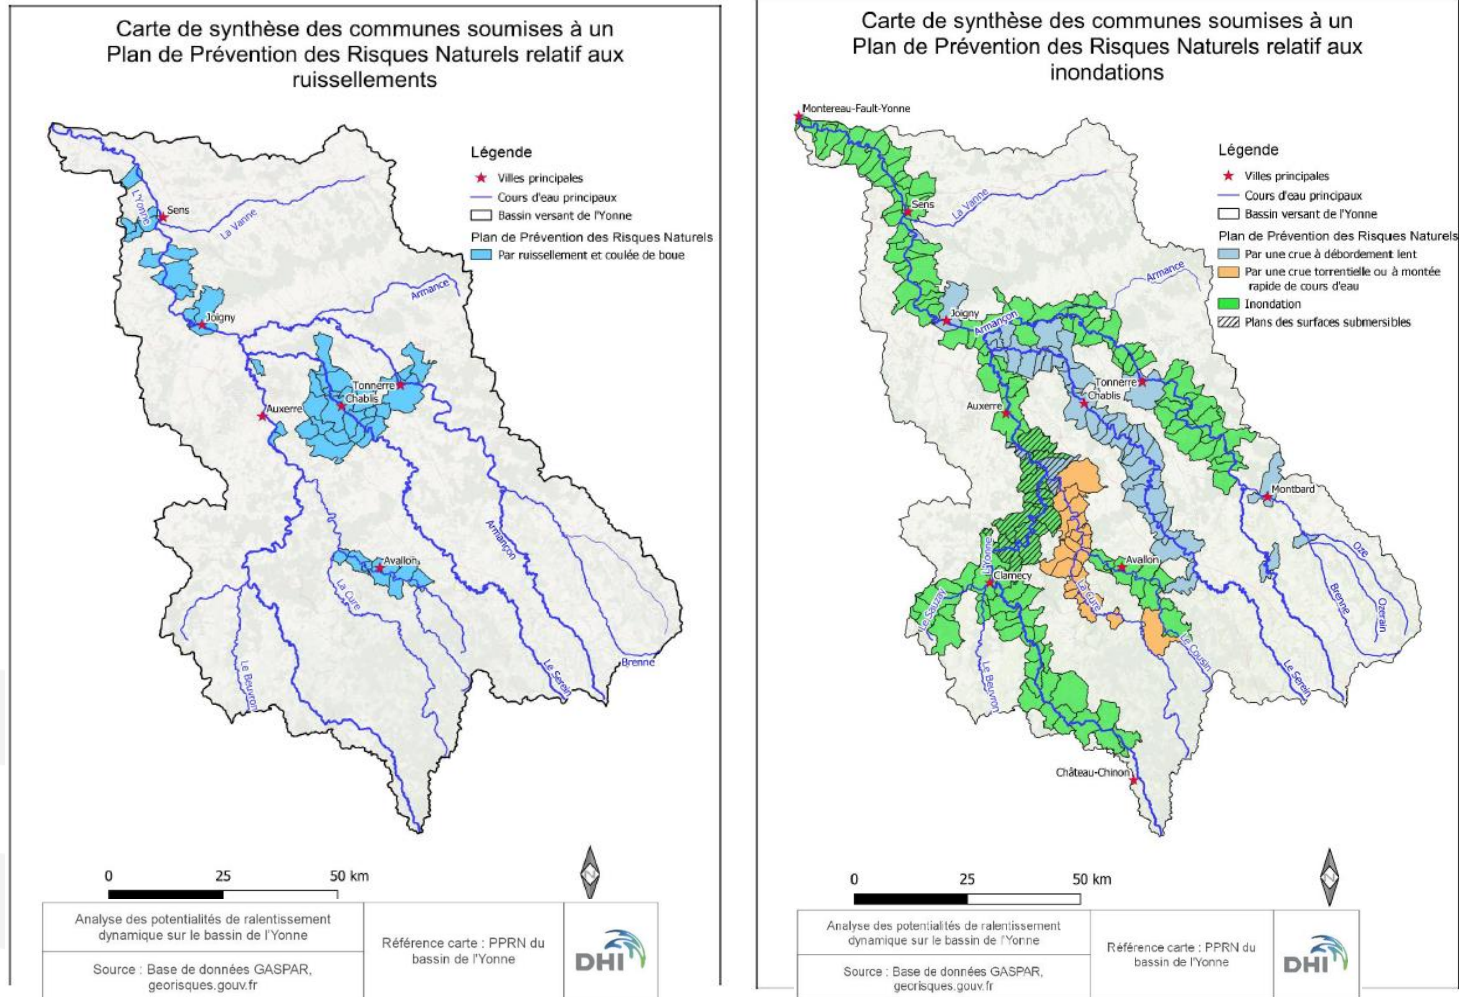 Carte de synthèse des communes soumises à un
Plan de Prévention des Risques Naturels relatif aux
ruissellements
Légende
Villes principales
Cours d'eau principaux
Bassin versant de l'Yonne
Plan de Prévention des Risques Naturels
Par ruissellement et coulée de boue
L'Yonne
Sens
La Vanne
Armance
Joigny
Tonnerre
Chablis
Auxerre
Armançon
Avallon
La Cure
Le Beuvron
Le Serein
Brenne
0 25 50 km
N
Analyse des potentialités de ralentissement
dynamique sur le bassin de l'Yonne
Source : Base de données GASPAR,
georisques.gouv.fr
Référence carte : PPRN du
bassin de l'Yonne
DHI
Carte de synthèse des communes soumises à un
Plan de Prévention des Risques Naturels relatif aux
inondations
Montereau-Fault-Yonne
Légende
Villes principales
Cours d'eau principaux
Bassin versant de l'Yonne
Plan de Prévention des Risques Naturels
Par une crue à débordement lent
Par une crue torrentielle ou à montée
rapide de cours d'eau
Inondation
Plans des surfaces submersibles
Sens
La Vanne
Armance
Joigny
Armançon
Tonnerre
Chablis
Auxerre
Montbard
L'Yonne
Avallon
Oze
Clamecy
Le Sauzay
La Cure
Brenne
Ozerain
Le Cousin
Le Beuvron
Le Serein
Château-Chinon
0 25 50 km
N
Analyse des potentialités de ralentissement
dynamique sur le bassin de l'Yonne
Source : Base de données GASPAR,
georisques.gouv.fr
Référence carte : PPRN du
bassin de l'Yonne
DHI